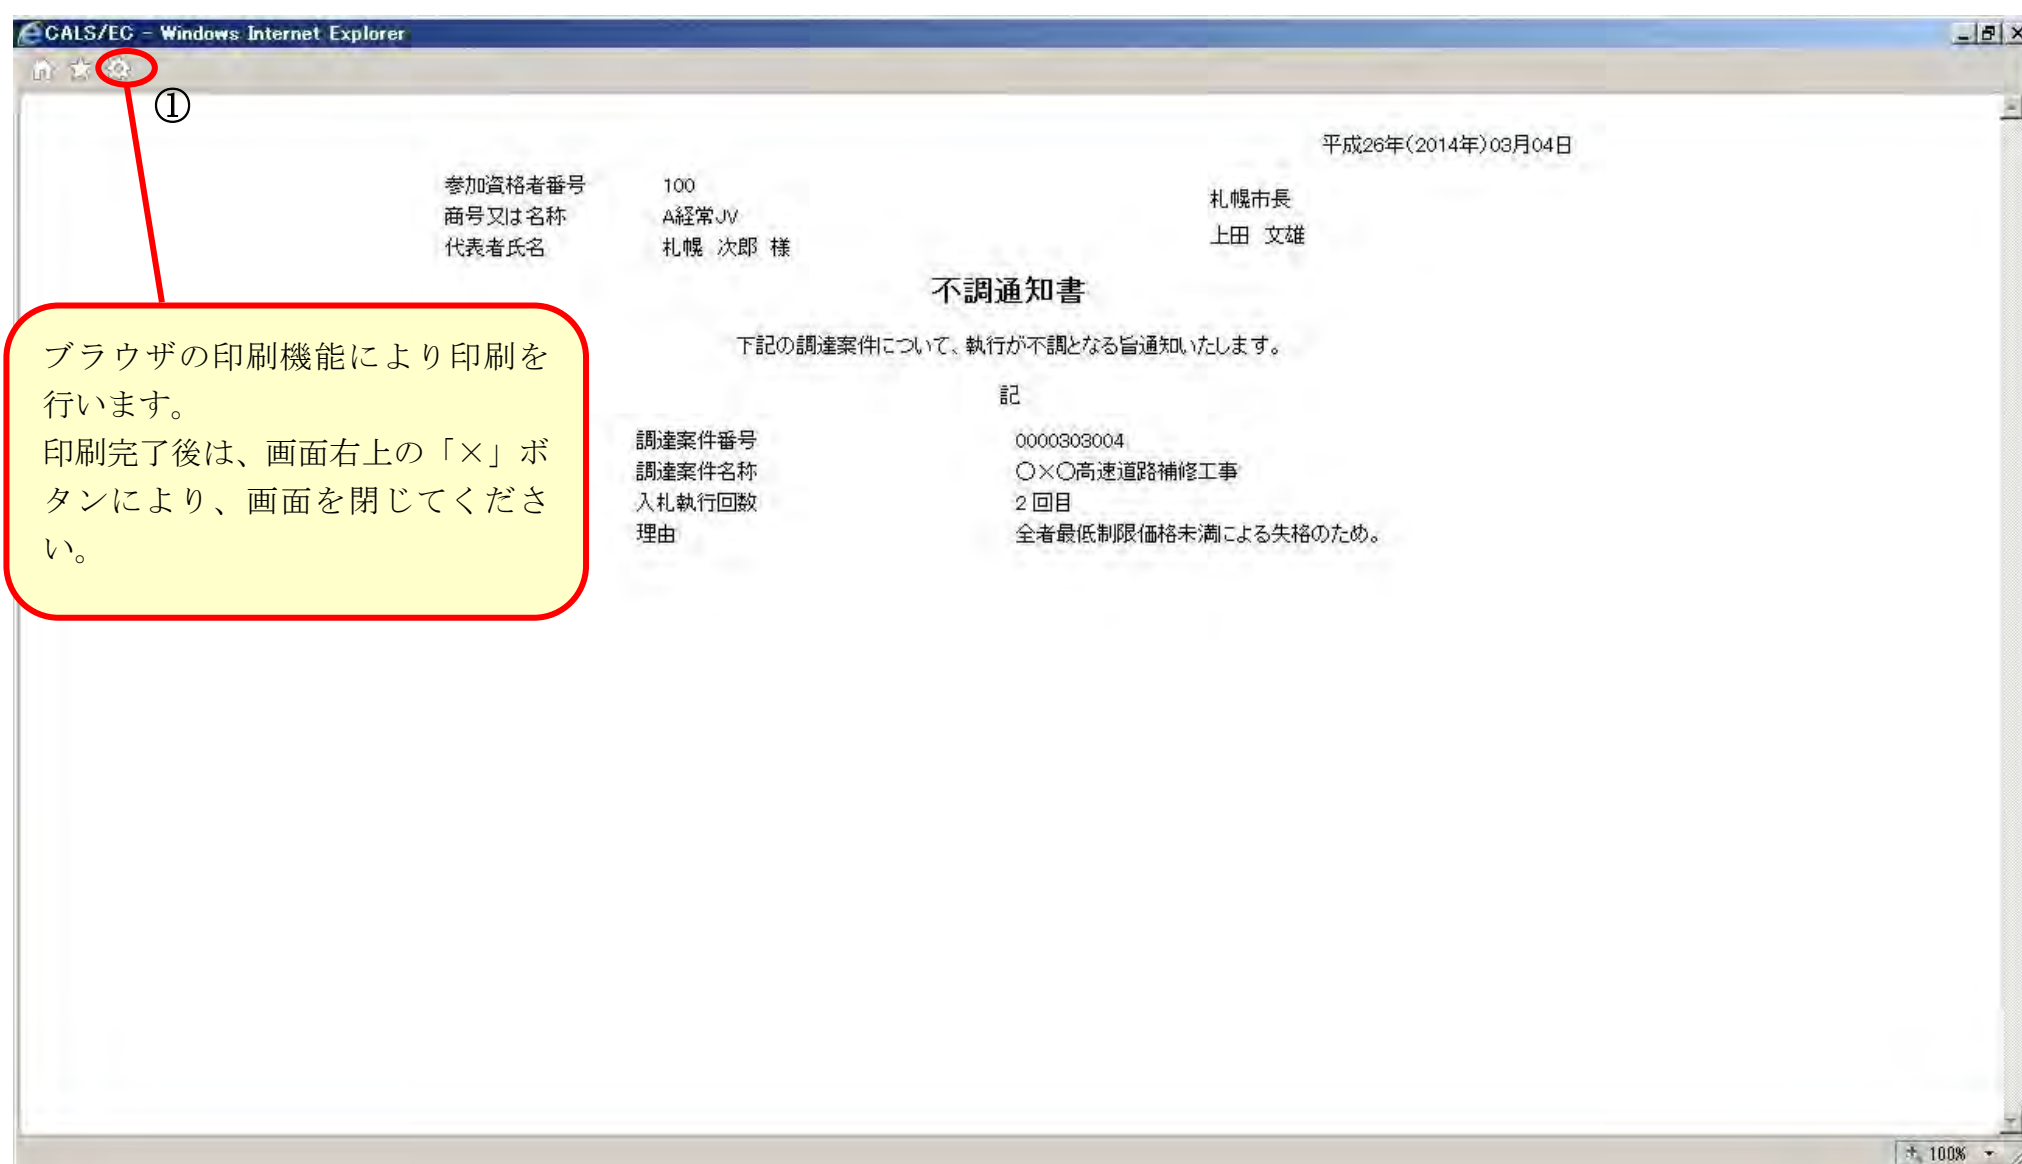 CALS/EC - Windows Internet Explorer
①
平成26年(2014年)03月04日
参加資格者番号 100
商号又は名称 A経常JV
代表者氏名 札幌 次郎 様
札幌市長
上田 文雄
不調通知書
下記の調達案件について、執行が不調となる旨通知いたします。
記
調達案件番号 0000303004
調達案件名称 ○×○高速道路補修工事
入札執行回数 2 回目
理由 全者最低制限価格未満による失格のため。
ブラウザの印刷機能により印刷を
行います。
印刷完了後は、画面右上の「×」ボ
タンにより、画面を閉じてくださ
い。
100%